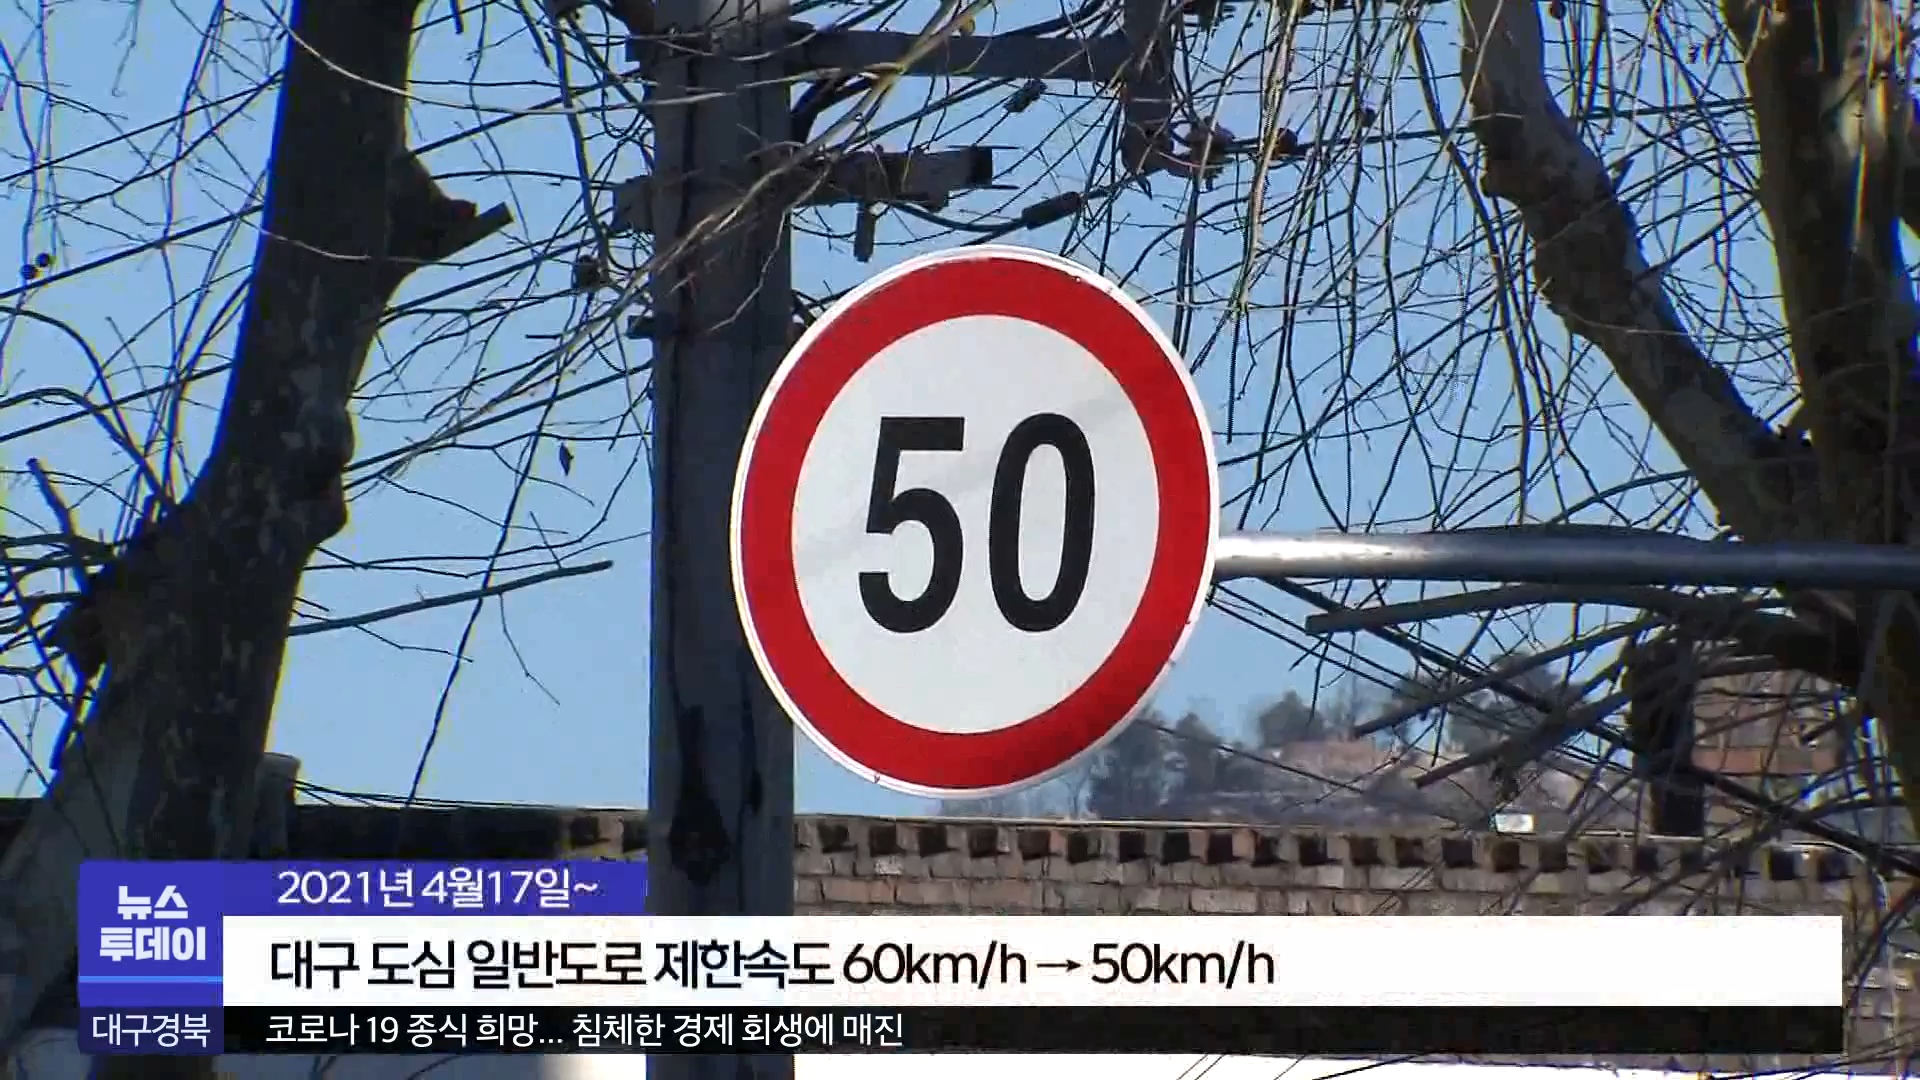 50
2021년 4월17일~
뉴스
투데이
대구 도심 일반도로 제한속도 60km/h→50km/h
대구경북
코로나19 종식 희망... 침체한 경제 회생에 매진